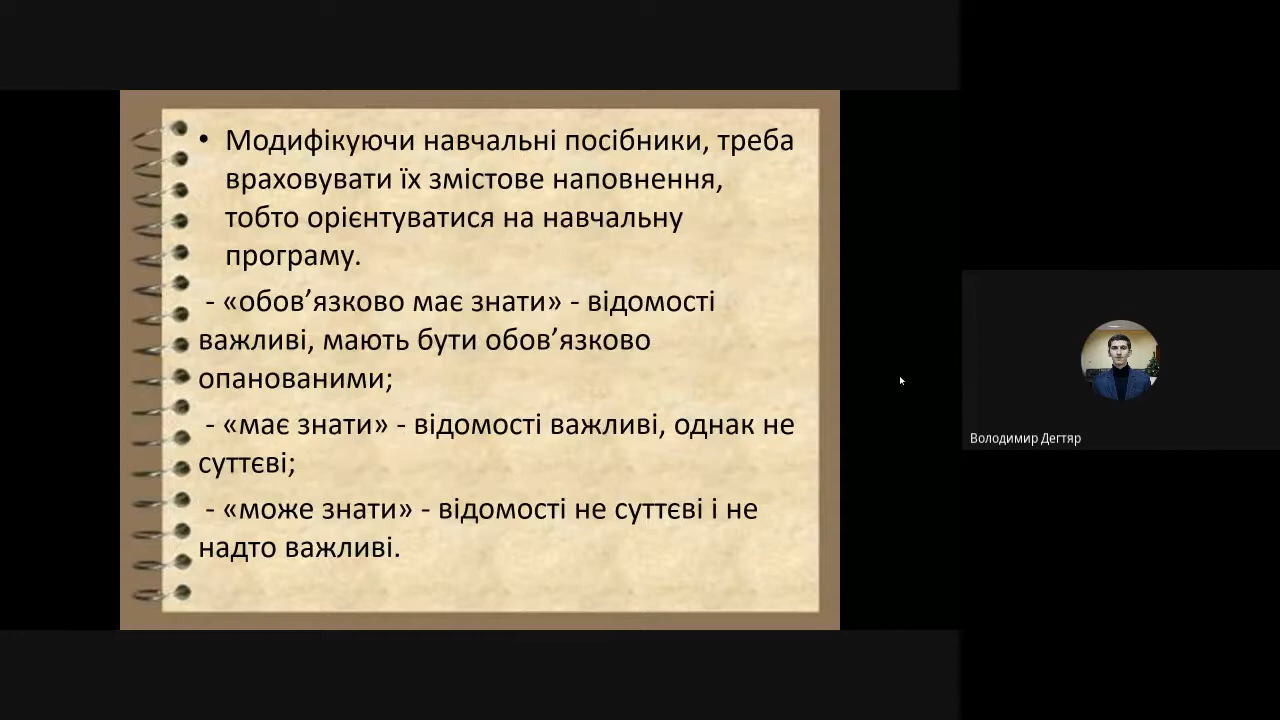 • Модифікуючи навчальні посібники, треба
враховувати їх змістове наповнення,
тобто орієнтуватися на навчальну
програму.
- «обов’язково має знати» - відомості
важливі, мають бути обов’язково
опанованими;
- «має знати» - відомості важливі, однак не
суттєві;
- «може знати» - відомості не суттєві і не
надто важливі.
Володимир Дегтяр